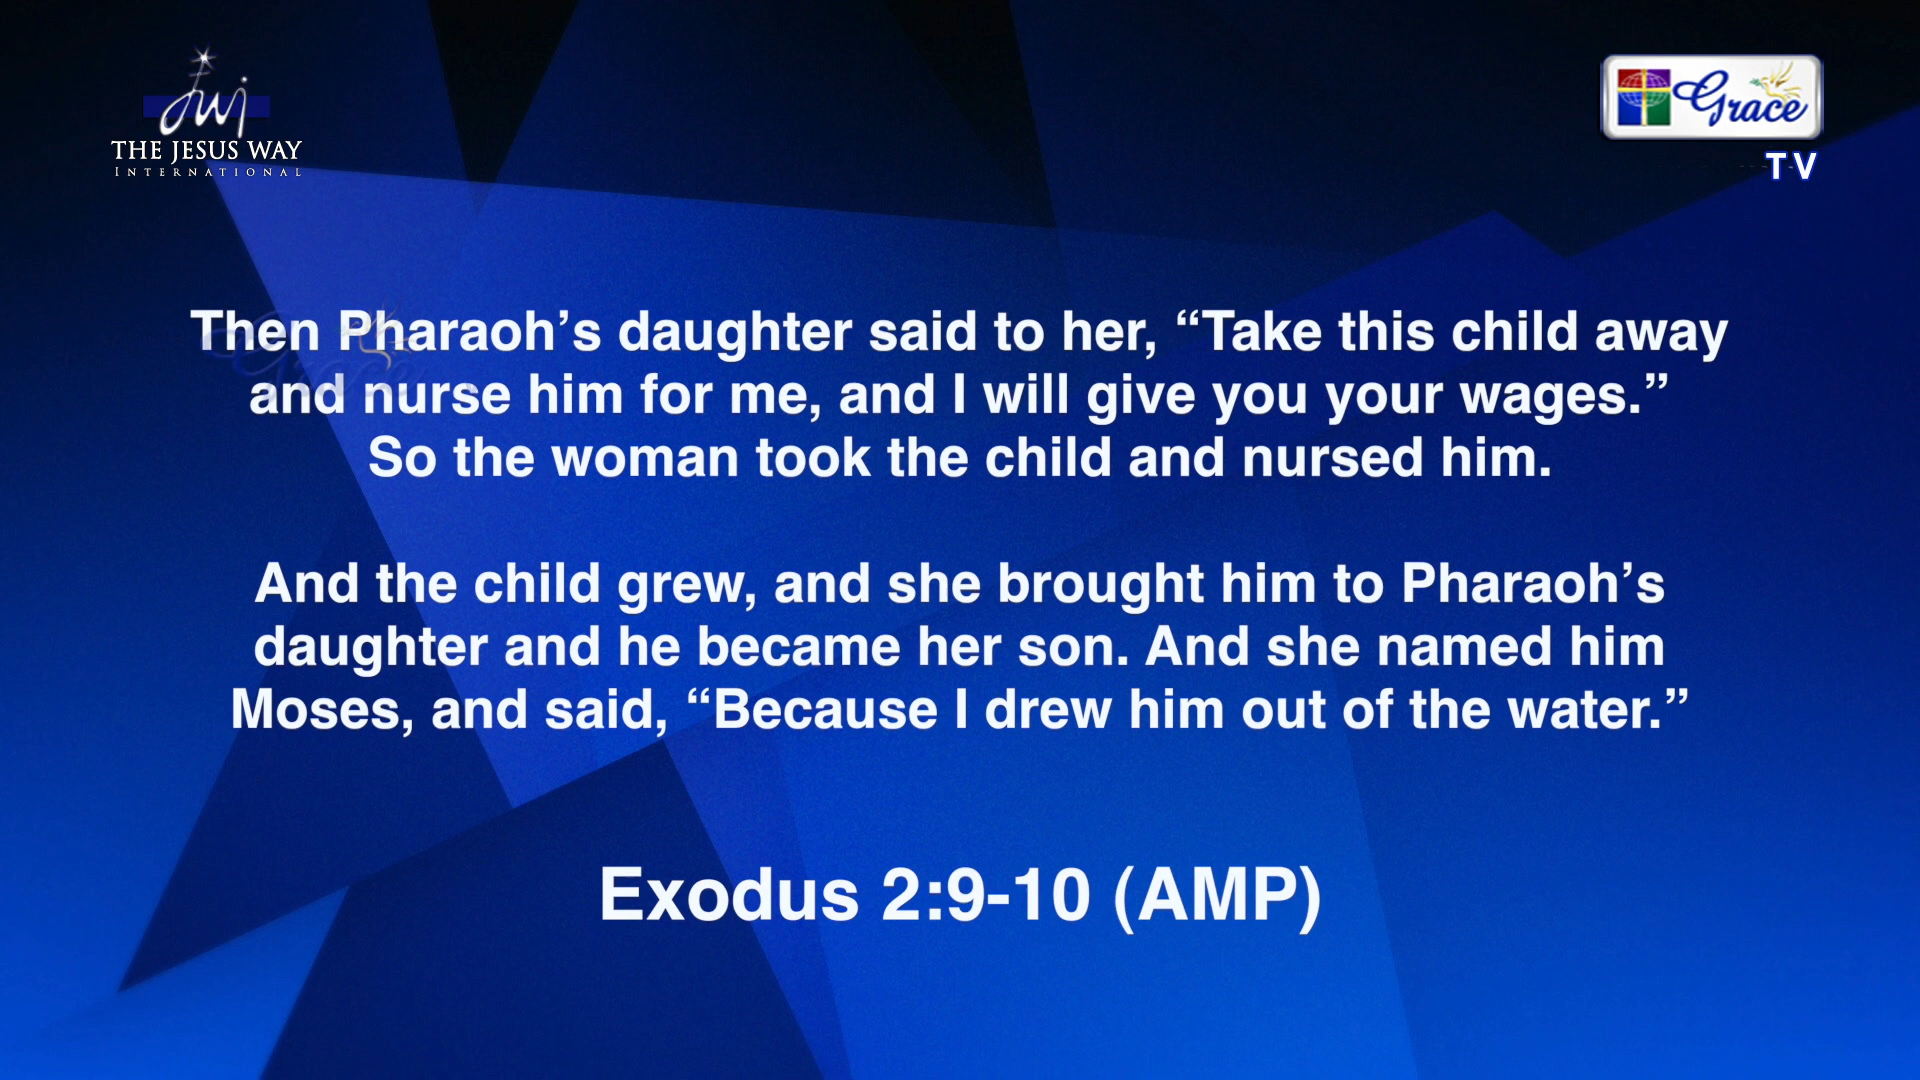 jwi
THE JESUS WAY
INTERNATIONAL
Grace
TV
Then Pharaoh’s daughter said to her, “Take this child away
and nurse him for me, and I will give you your wages.”
So the woman took the child and nursed him.
And the child grew, and she brought him to Pharaoh’s
daughter and he became her son. And she named him
Moses, and said, “Because I drew him out of the water.”
Exodus 2:9-10 (AMP)